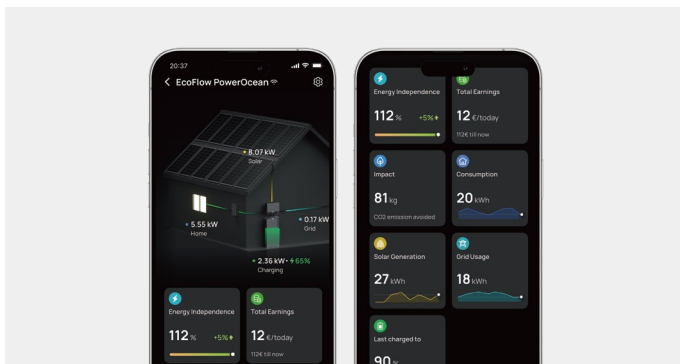 20:37
EcoFlow PowerOcean
8.07 kW
Solar
5.55 kW
Home
0.17 kW
Grid
2.36 kW · 65%
Charging
Energy Independence
112 %
+5%
Total Earnings
12 €/today
112€ till now
Energy Independence
112 %
+5%
Total Earnings
12 €/today
112€ till now
Impact
81 kg
CO2 emission avoided
Consumption
20 kWh
Solar Generation
27 kWh
Grid Usage
18 kWh
Last charged to
90 %